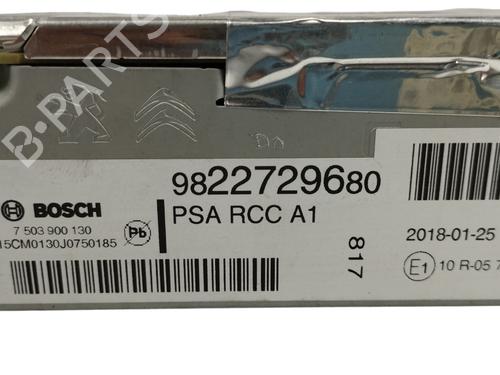 B-PARTS
9822729680
PSA RCC A1
BOSCH
7 503 900 130
15CM0130J0750185
Pb
817
2018-01-25
E1 10 R-05 7